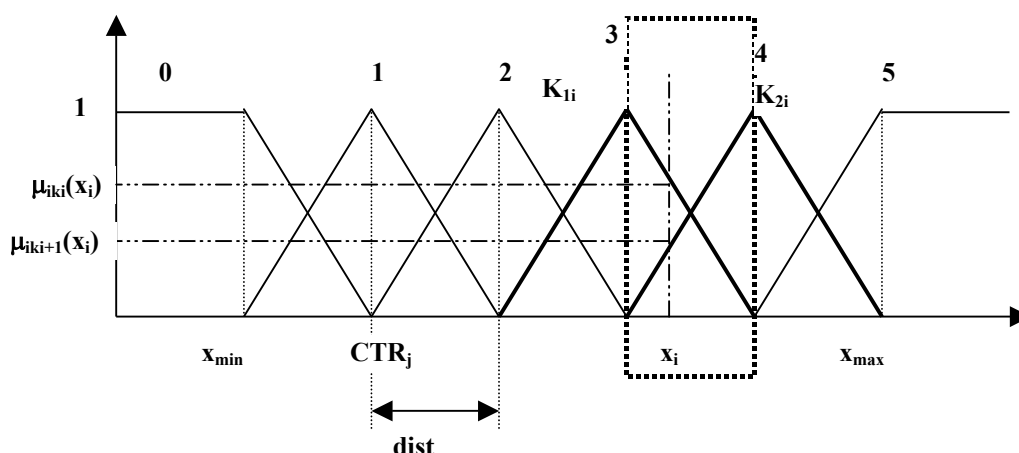 0 1 2 3 4 5
K₁ᵢ K₂ᵢ
1
μᵢₖᵢ(xᵢ)
μᵢₖᵢ₊₁(xᵢ)
xₘᵢₙ CTRⱼ xᵢ xₘₐₓ
dist